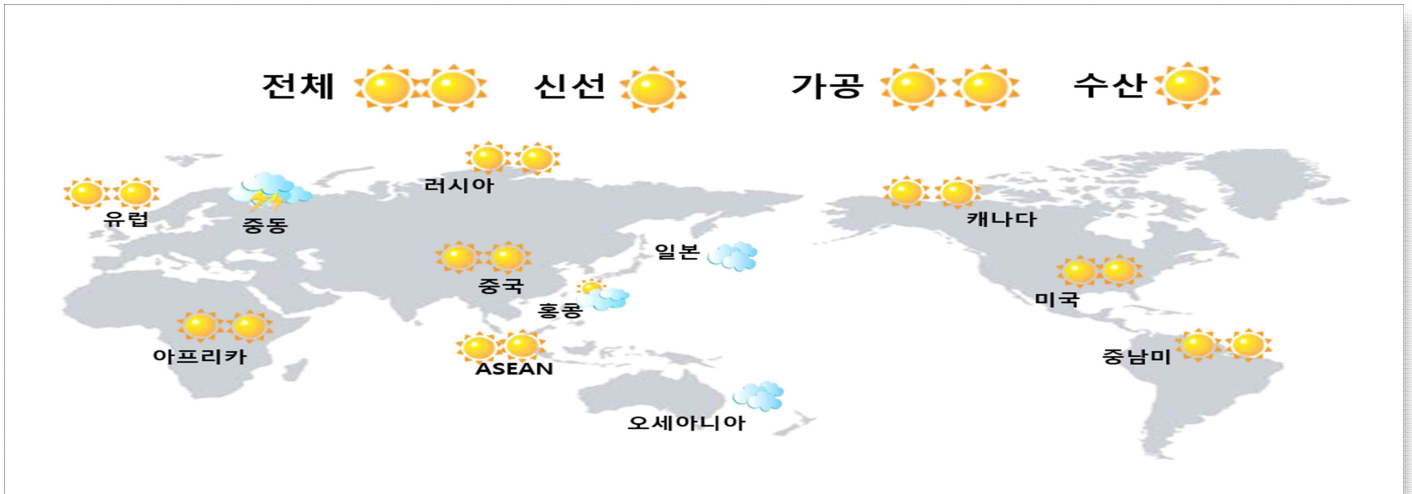 전체 신선 가공 수산
러시아
유럽
중동
캐나다
일본
중국
미국
홍콩
아프리카
중남미
ASEAN
오세아니아